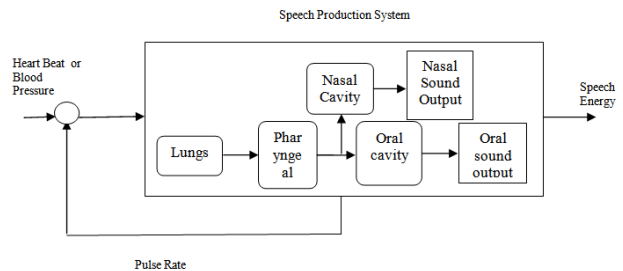 Speech Production System
Heart Beat or
Blood
Pressure
Nasal
Cavity
Nasal
Sound
Output
Speech
Energy
Lungs
Phar
ynge
al
Oral
cavity
Oral
sound
output
Pulse Rate